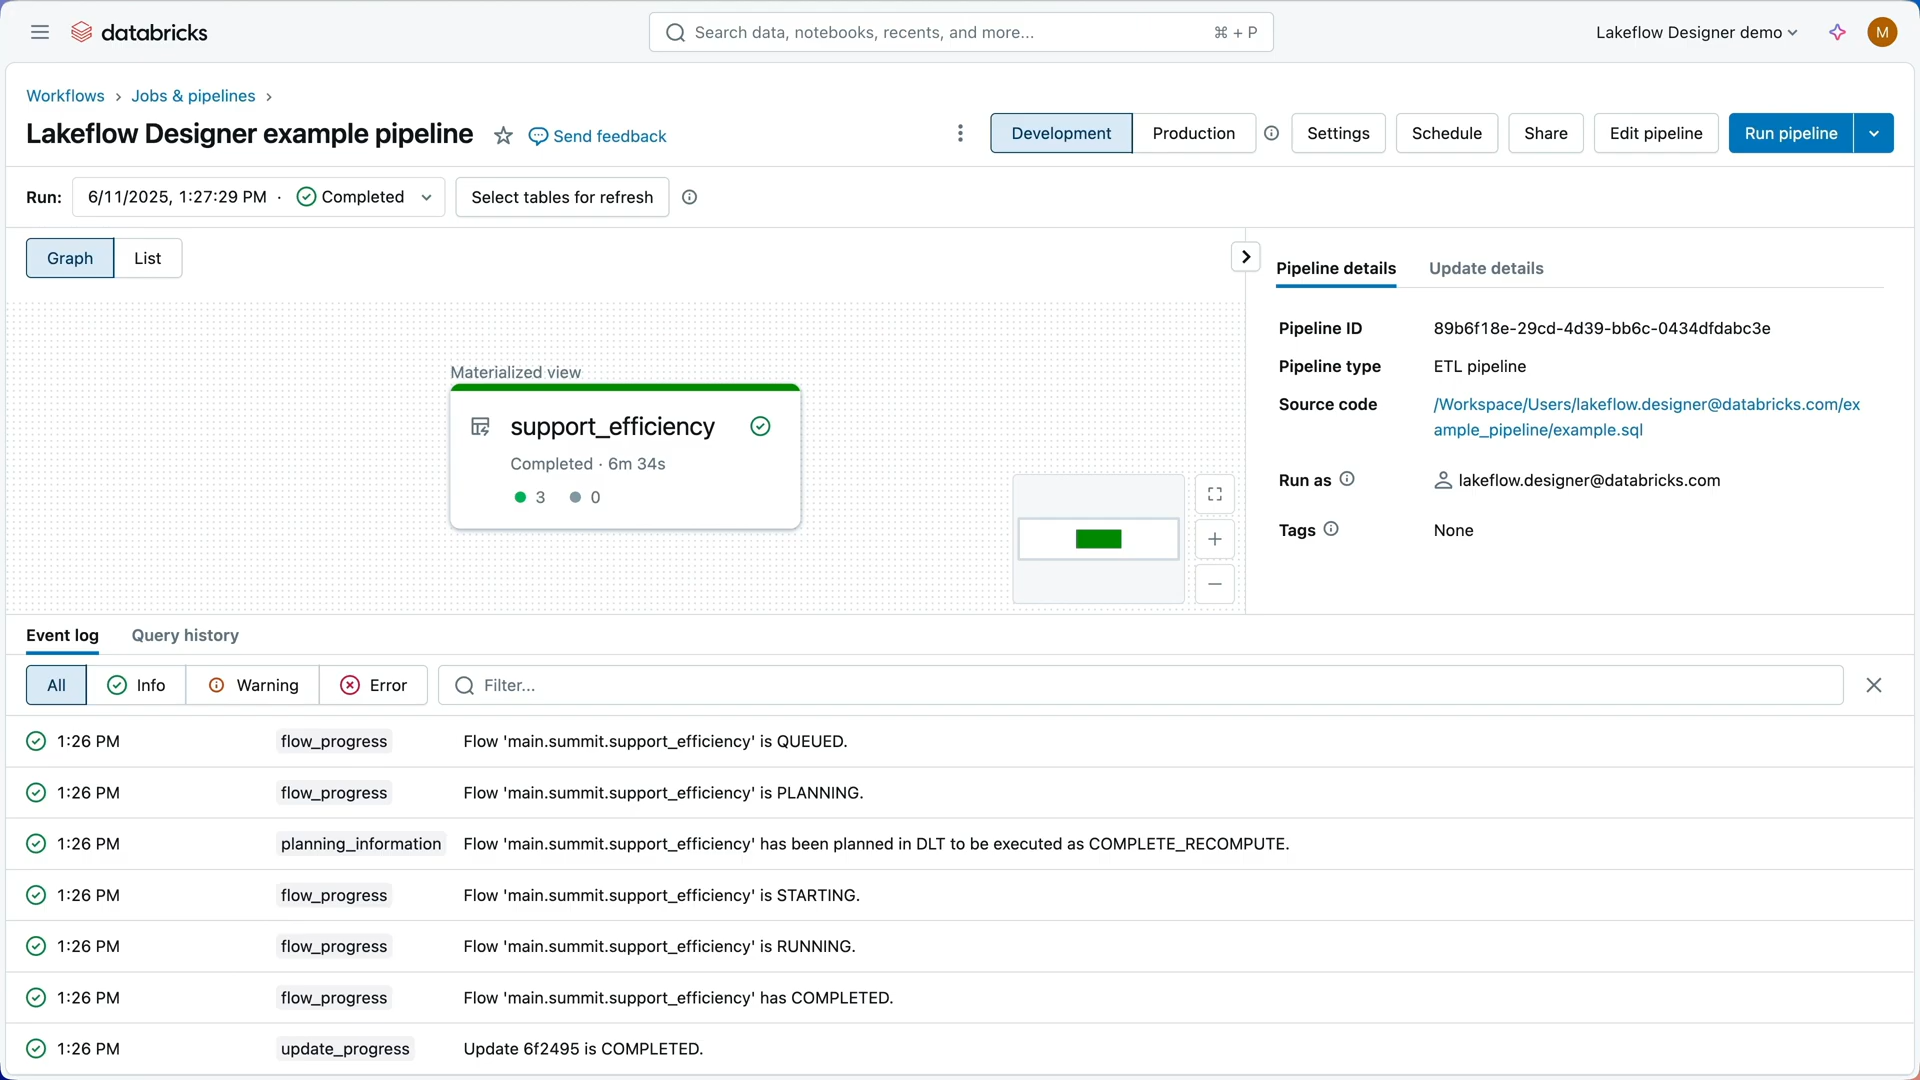 databricks
Search data, notebooks, recents, and more...
⌘ + P
Lakeflow Designer demo
M
Workflows › Jobs & pipelines ›
Lakeflow Designer example pipeline
Send feedback
Development
Production
Settings
Schedule
Share
Edit pipeline
Run pipeline
Run:
6/11/2025, 1:27:29 PM · Completed
Select tables for refresh
Graph
List
Materialized view
support_efficiency
Completed · 6m 34s
3
0
Pipeline details
Update details
Pipeline ID
89b6f18e-29cd-4d39-bb6c-0434dfdabc3e
Pipeline type
ETL pipeline
Source code
/Workspace/Users/lakeflow.designer@databricks.com/ex
ample_pipeline/example.sql
Run as
lakeflow.designer@databricks.com
Tags
None
Event log
Query history
All
Info
Warning
Error
Filter...
1:26 PM flow_progress Flow 'main.summit.support_efficiency' is QUEUED.
1:26 PM flow_progress Flow 'main.summit.support_efficiency' is PLANNING.
1:26 PM planning_information Flow 'main.summit.support_efficiency' has been planned in DLT to be executed as COMPLETE_RECOMPUTE.
1:26 PM flow_progress Flow 'main.summit.support_efficiency' is STARTING.
1:26 PM flow_progress Flow 'main.summit.support_efficiency' is RUNNING.
1:26 PM flow_progress Flow 'main.summit.support_efficiency' has COMPLETED.
1:26 PM update_progress Update 6f2495 is COMPLETED.